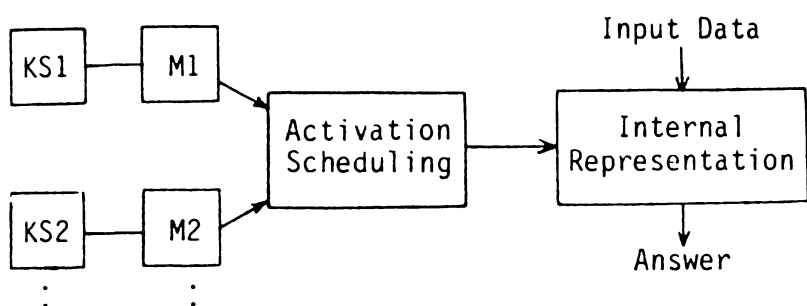 Input Data
KS1
M1
Activation
Scheduling
Internal
Representation
KS2
M2
Answer